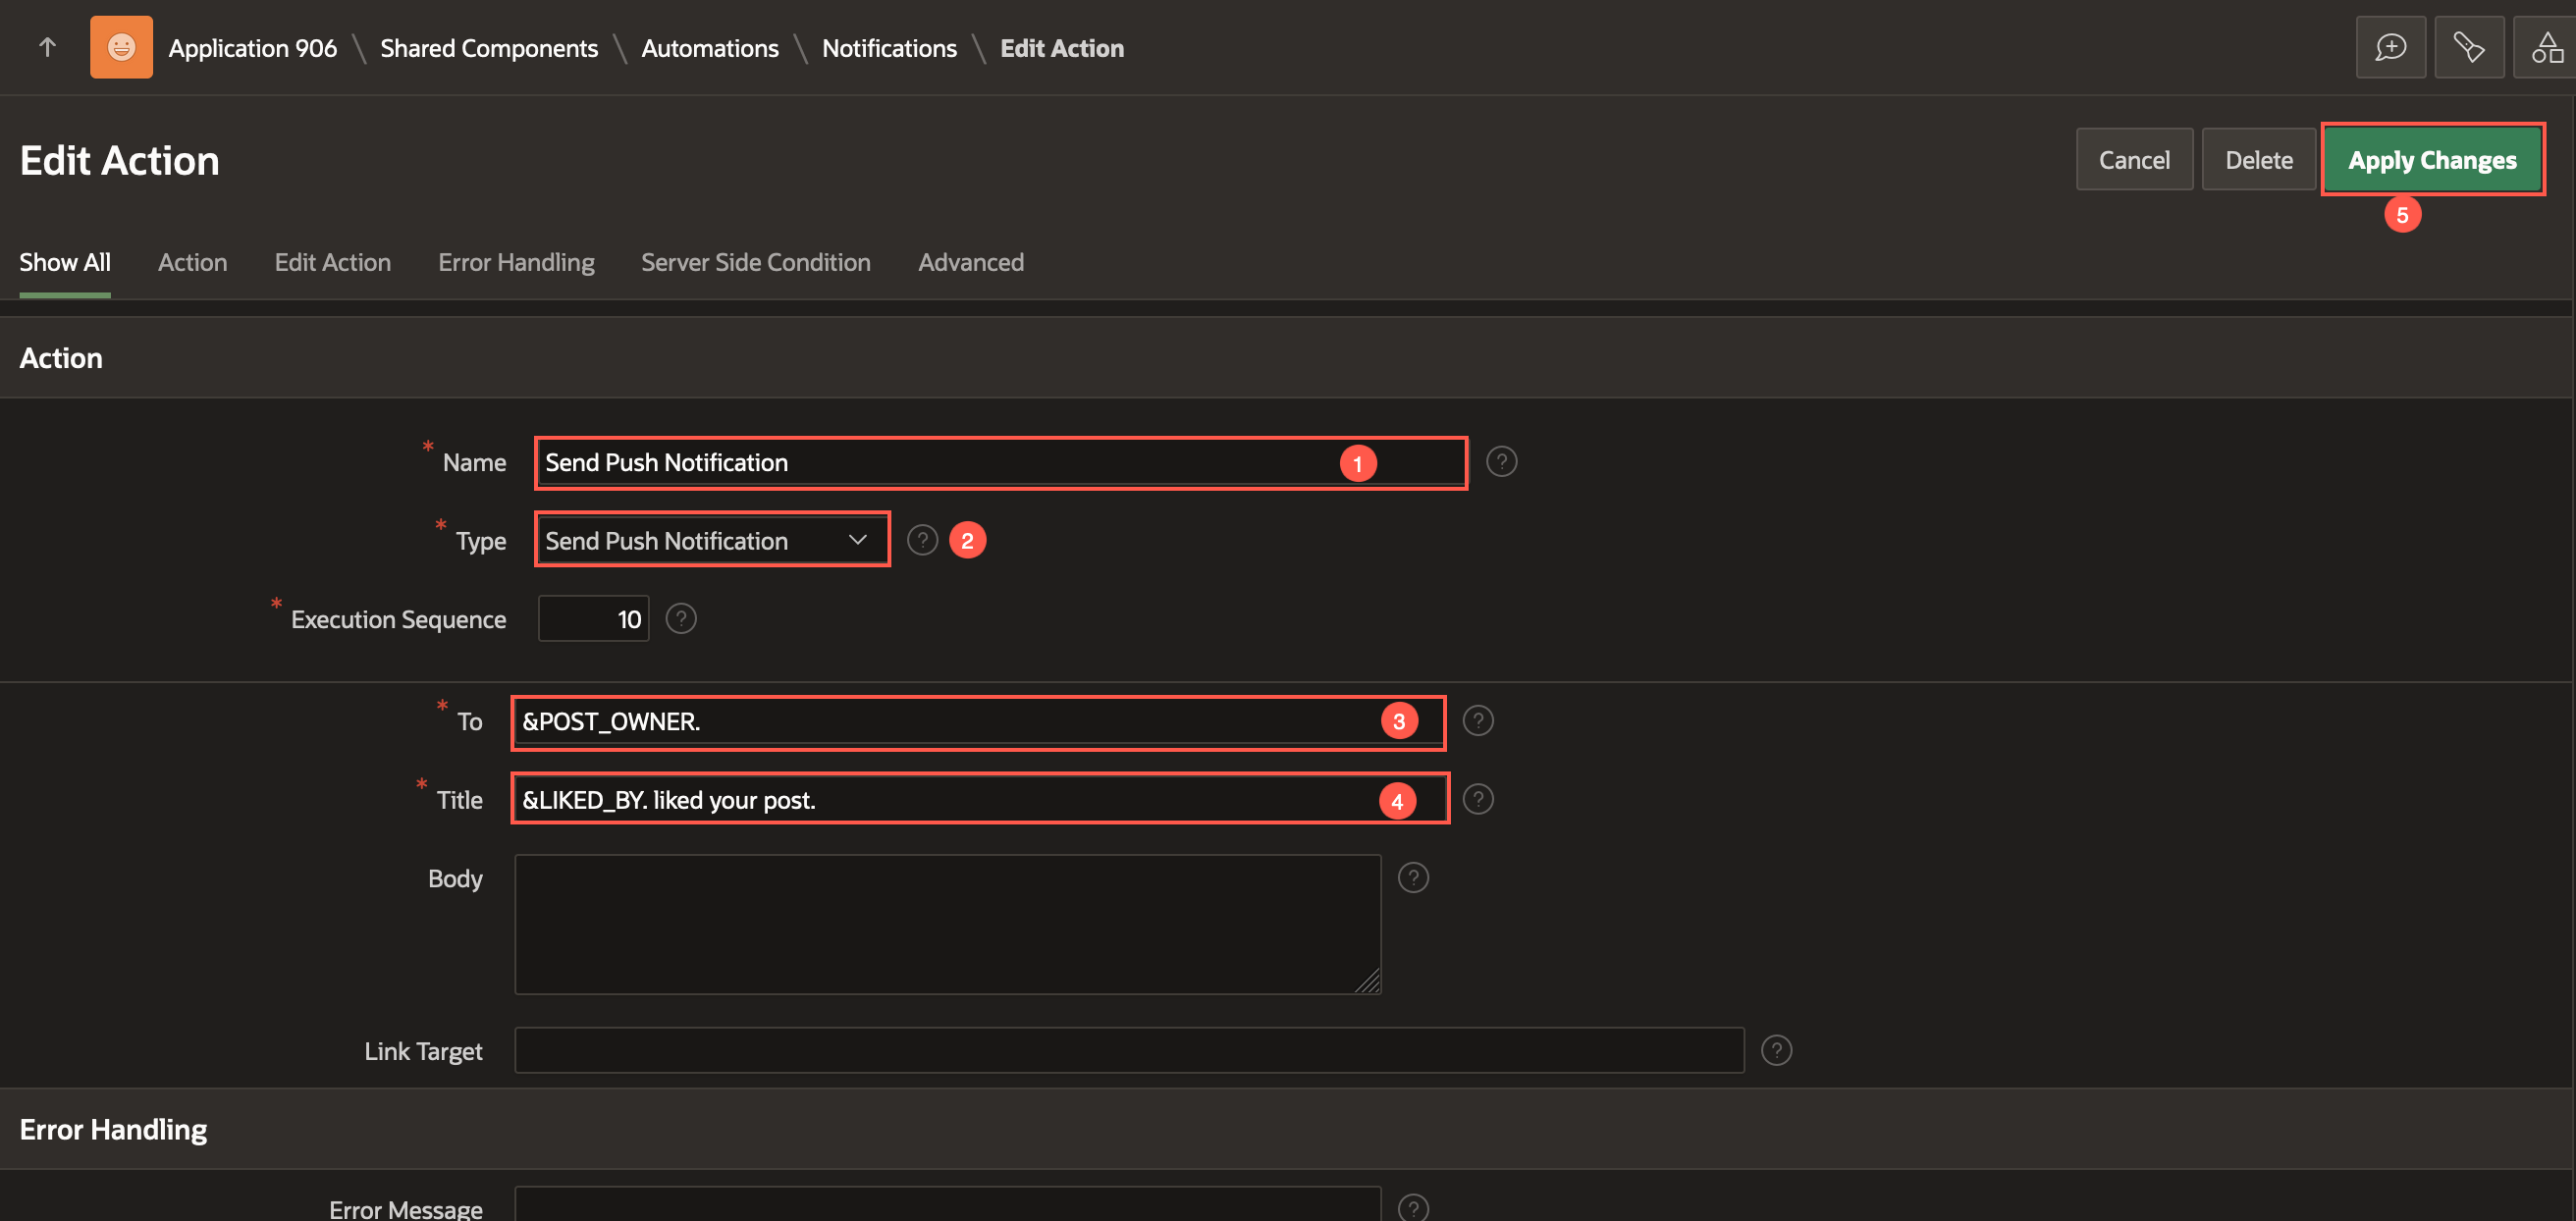 Application 906 \ Shared Components \ Automations \ Notifications \ Edit Action
Edit Action
Cancel Delete Apply Changes
5
Show All Action Edit Action Error Handling Server Side Condition Advanced
Action
* Name Send Push Notification 1 ?
* Type Send Push Notification ? 2
* Execution Sequence 10 ?
* To &POST_OWNER. 3 ?
* Title &LIKED_BY. liked your post. 4 ?
Body ?
Link Target ?
Error Handling
Error Message ?